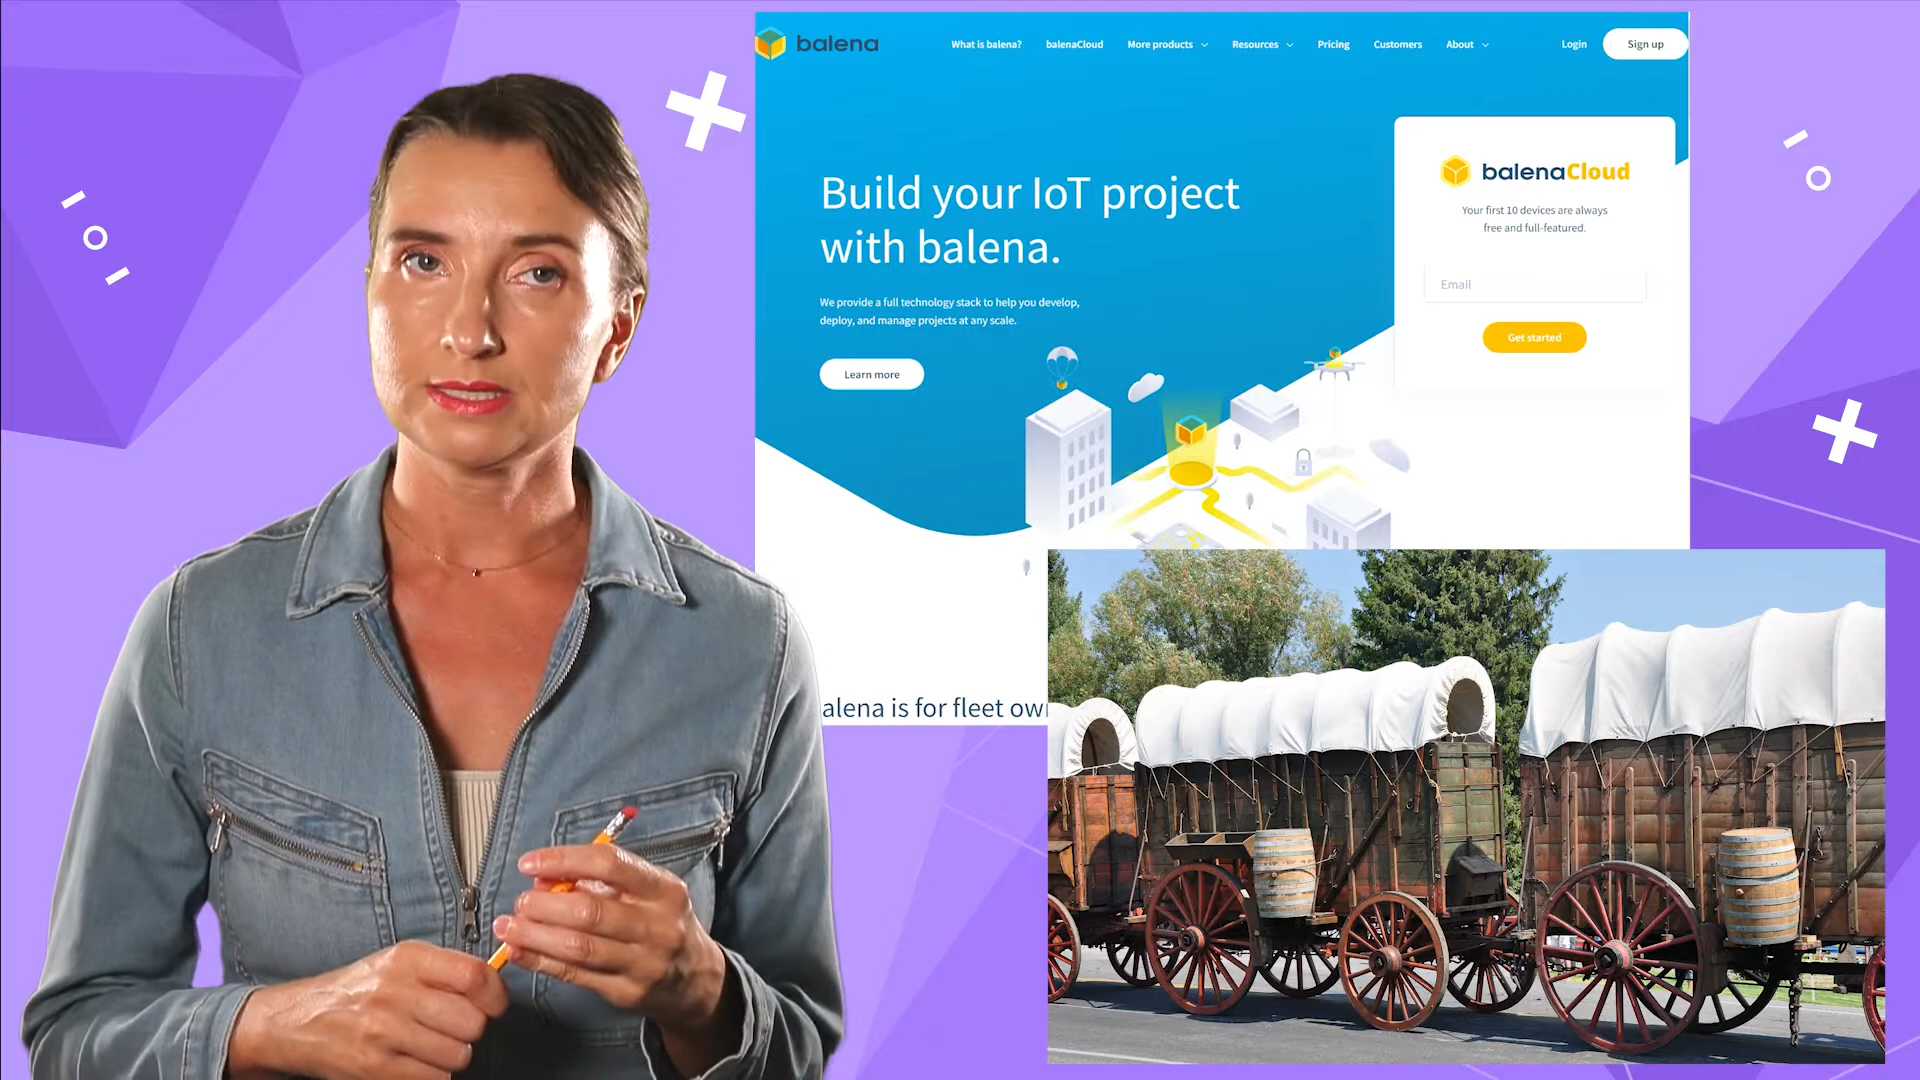 balena
What is balena?
balenaCloud
More products
Resources
Pricing
Customers
About
Login
Sign up
Build your IoT project
with balena.
We provide a full technology stack to help you develop,
deploy, and manage projects at any scale.
Learn more
balenaCloud
Your first 10 devices are always
free and full-featured.
Email
Get started
alena is for fleet ow